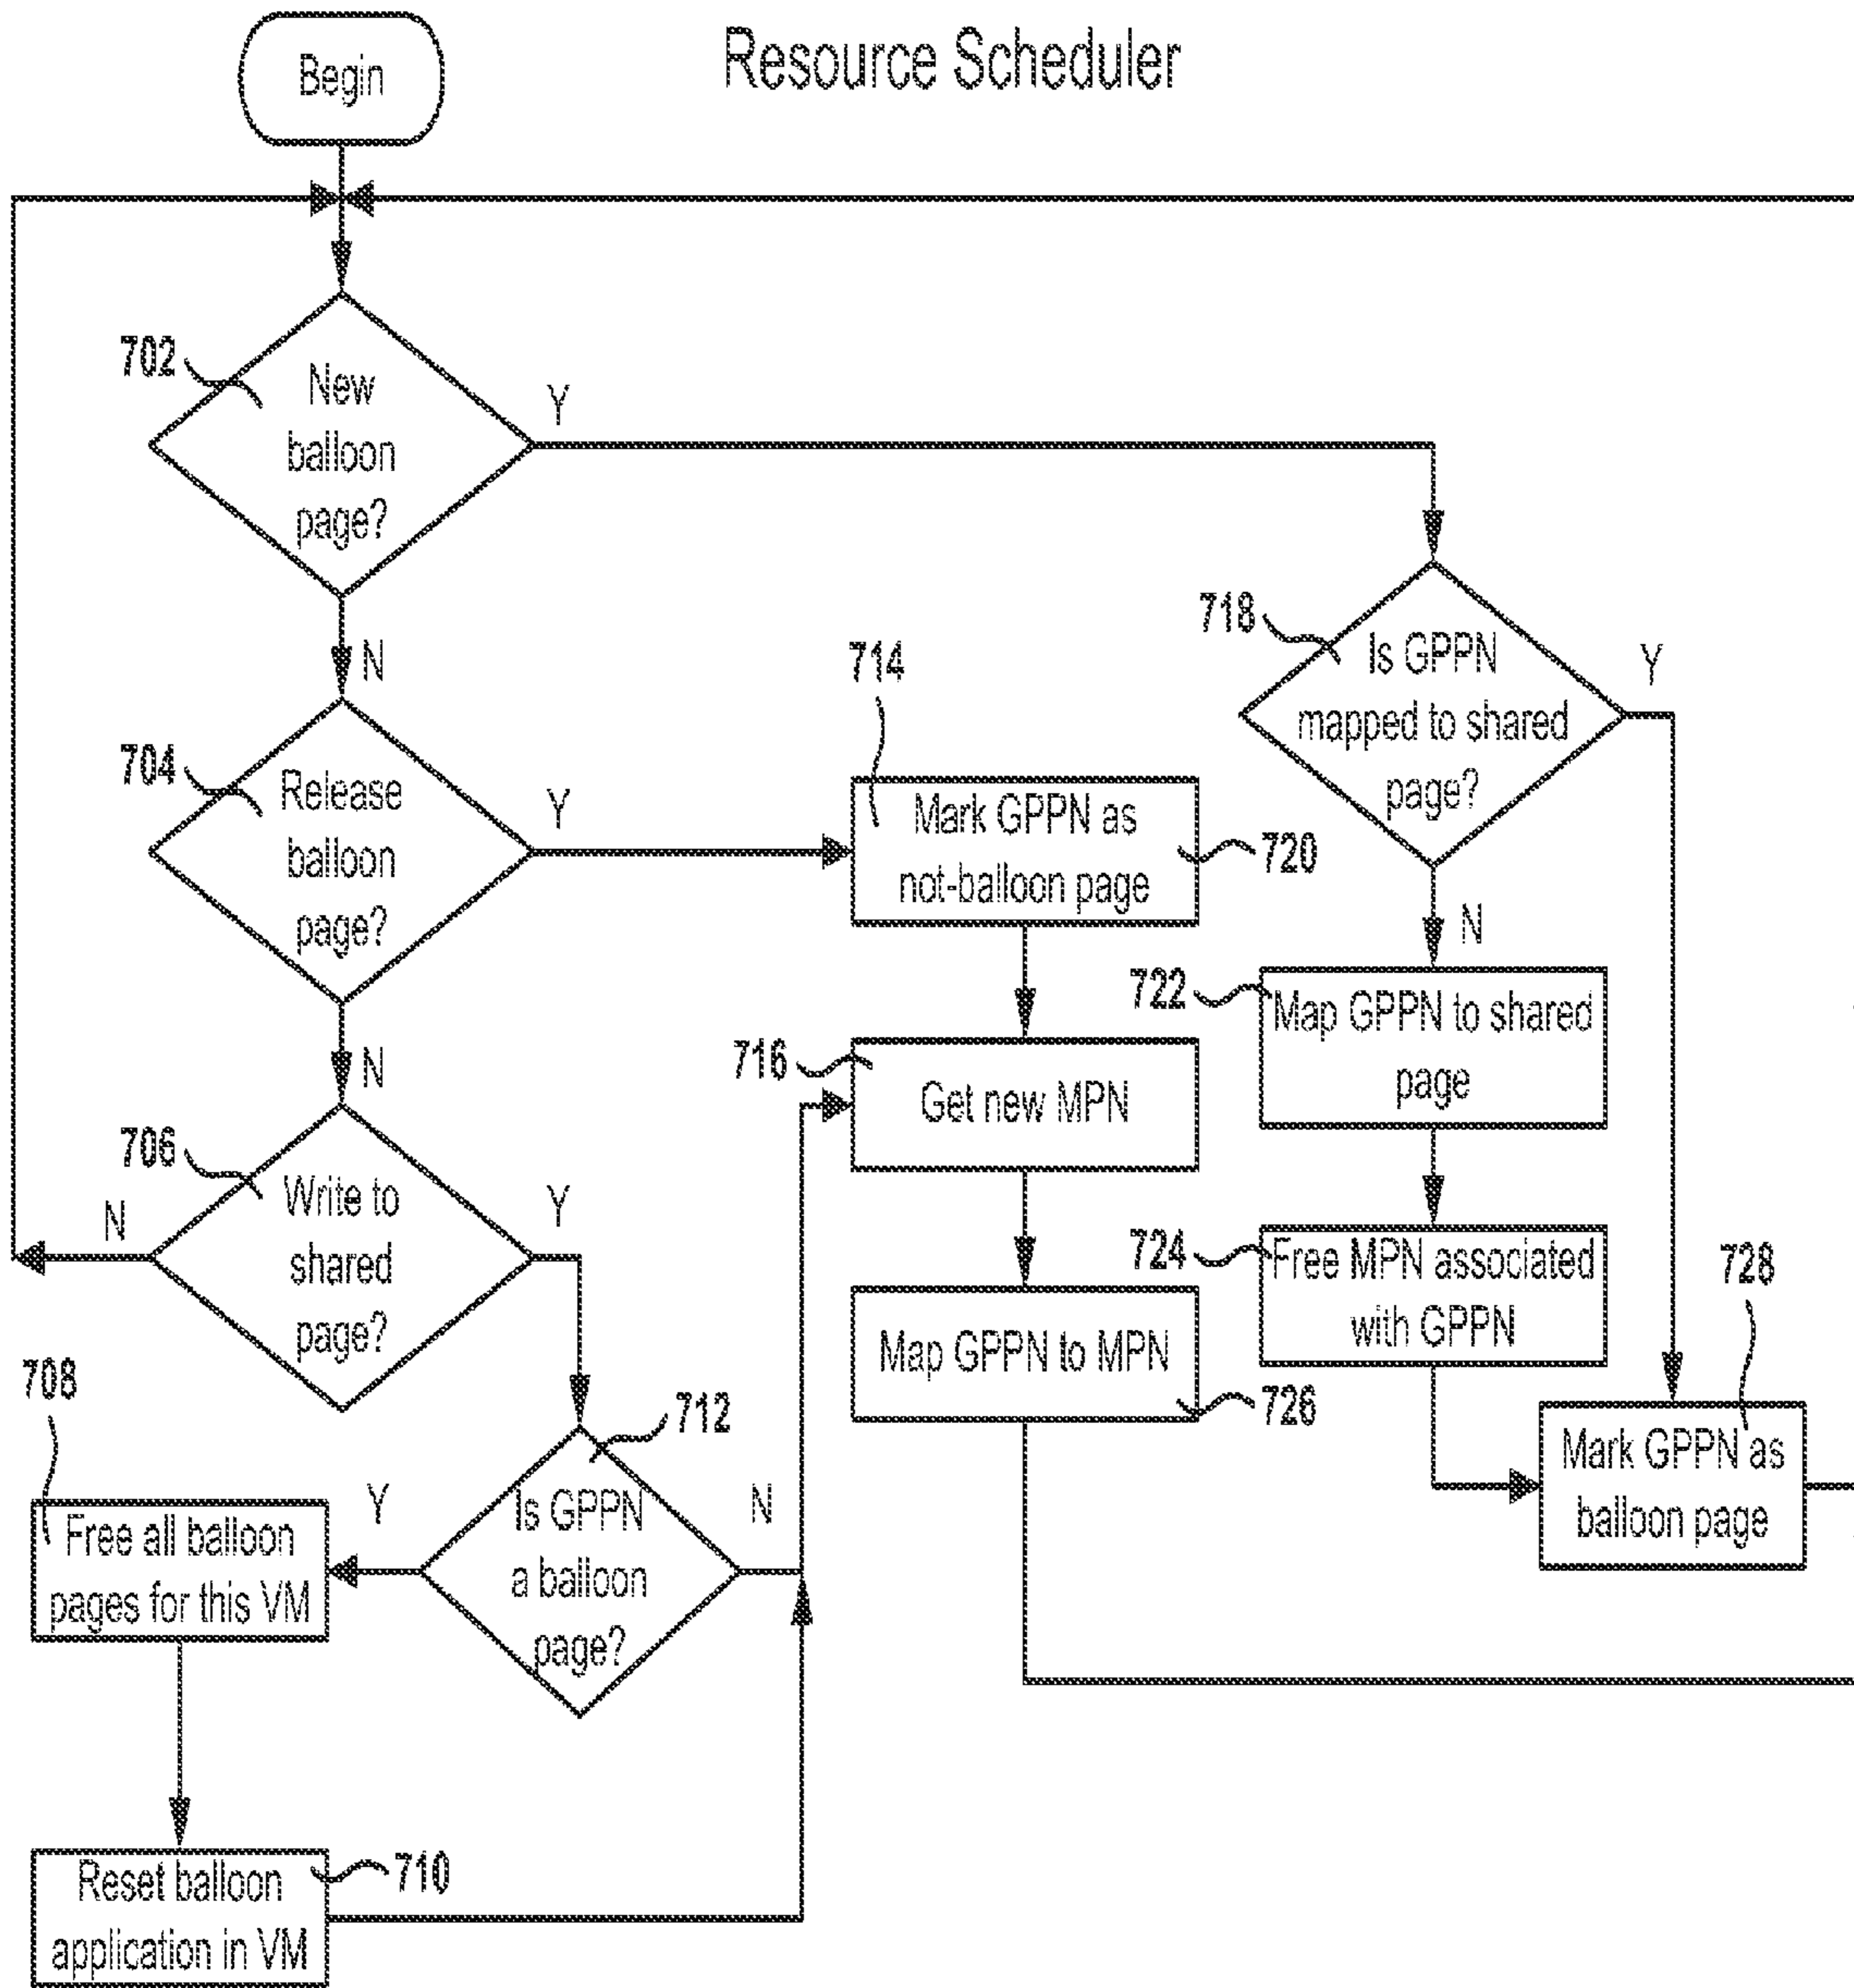 Resource Scheduler
Begin
702
New
balloon
page?
Y
N
718
Is GPPN
mapped to shared
page?
Y
N
704
Release
balloon
page?
Y
N
714
Mark GPPN as
not-balloon page
720
722
Map GPPN to shared
page
716
Get new MPN
706
Write to
shared
page?
N
Y
724
Free MPN associated
with GPPN
Map GPPN to MPN
726
728
Mark GPPN as
balloon page
708
Free all balloon
pages for this VM
712
Is GPPN
a balloon
page?
Y
N
Reset balloon
application in VM
710